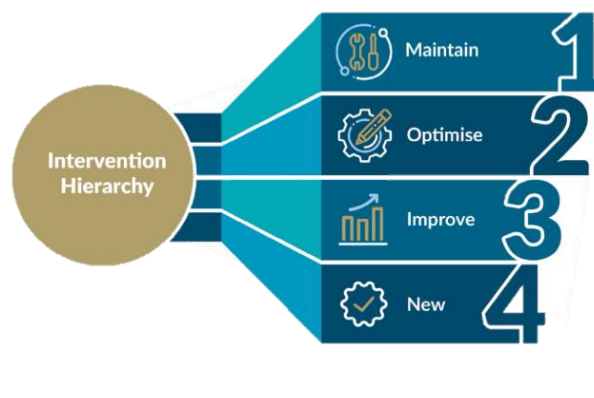 Intervention
Hierarchy
Maintain
1
Optimise
2
Improve
3
New
4